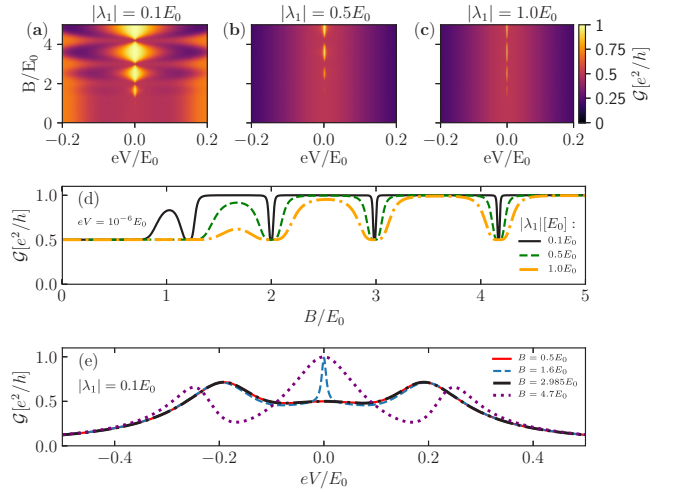 |λ₁| = 0.1E₀ |λ₁| = 0.5E₀ |λ₁| = 1.0E₀
(a) (b) (c)
B/E₀
4
2
0
−0.2 0.0 0.2
eV/E₀
−0.2 0.0 0.2
eV/E₀
−0.2 0.0 0.2
eV/E₀
1
0.75
0.5
0.25
0
𝒢[e²/h]
(d)
eV = 10⁻⁶E₀
𝒢[e²/h]
1.0
0.5
0.0
|λ₁|[E₀] :
0.1E₀
0.5E₀
1.0E₀
0 1 2 3 4 5
B/E₀
(e)
|λ₁| = 0.1E₀
𝒢[e²/h]
1.0
0.5
0.0
B = 0.5E₀
B = 1.6E₀
B = 2.985E₀
B = 4.7E₀
−0.4 −0.2 0.0 0.2 0.4
eV/E₀